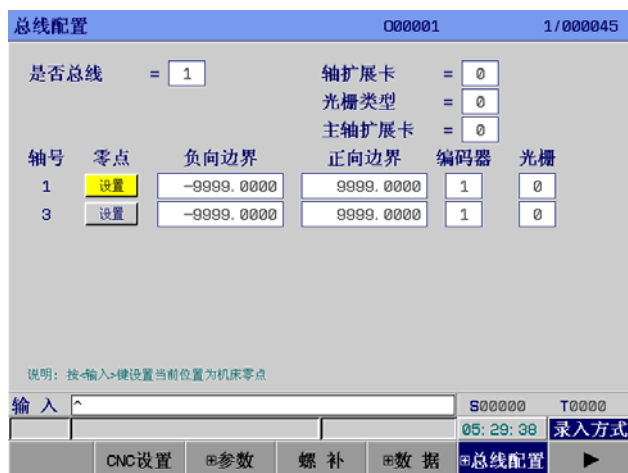 总线配置 O00001 1/000045
是否总线 = 1 轴扩展卡 = 0
光栅类型 = 0
主轴扩展卡 = 0
轴号 零点 负向边界 正向边界 编码器 光栅
1 设置 -9999.0000 9999.0000 1 0
3 设置 -9999.0000 9999.0000 1 0
说明: 按<输入>键设置当前位置为机床零点
输 入 ^ S00000 T0000
05:29:38 录入方式
CNC设置 ⊞参数 螺 补 ⊞数 据 ⊞总线配置 ▶